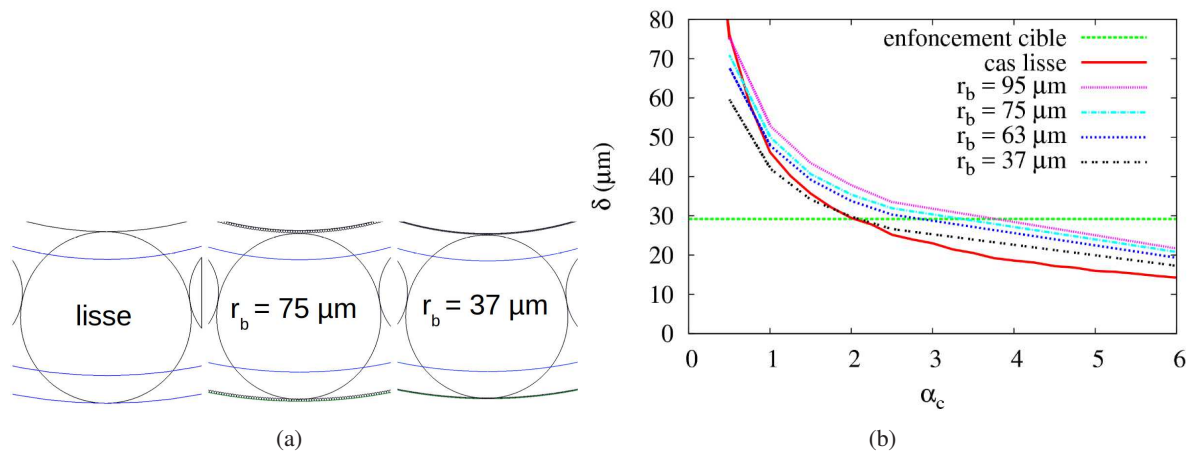 lisse
r_b = 75 µm
r_b = 37 µm
(a)
enfoncement cible
cas lisse
r_b = 95 µm
r_b = 75 µm
r_b = 63 µm
r_b = 37 µm
80
70
60
50
40
30
20
10
0
δ (µm)
0 1 2 3 4 5 6
α_c
(b)